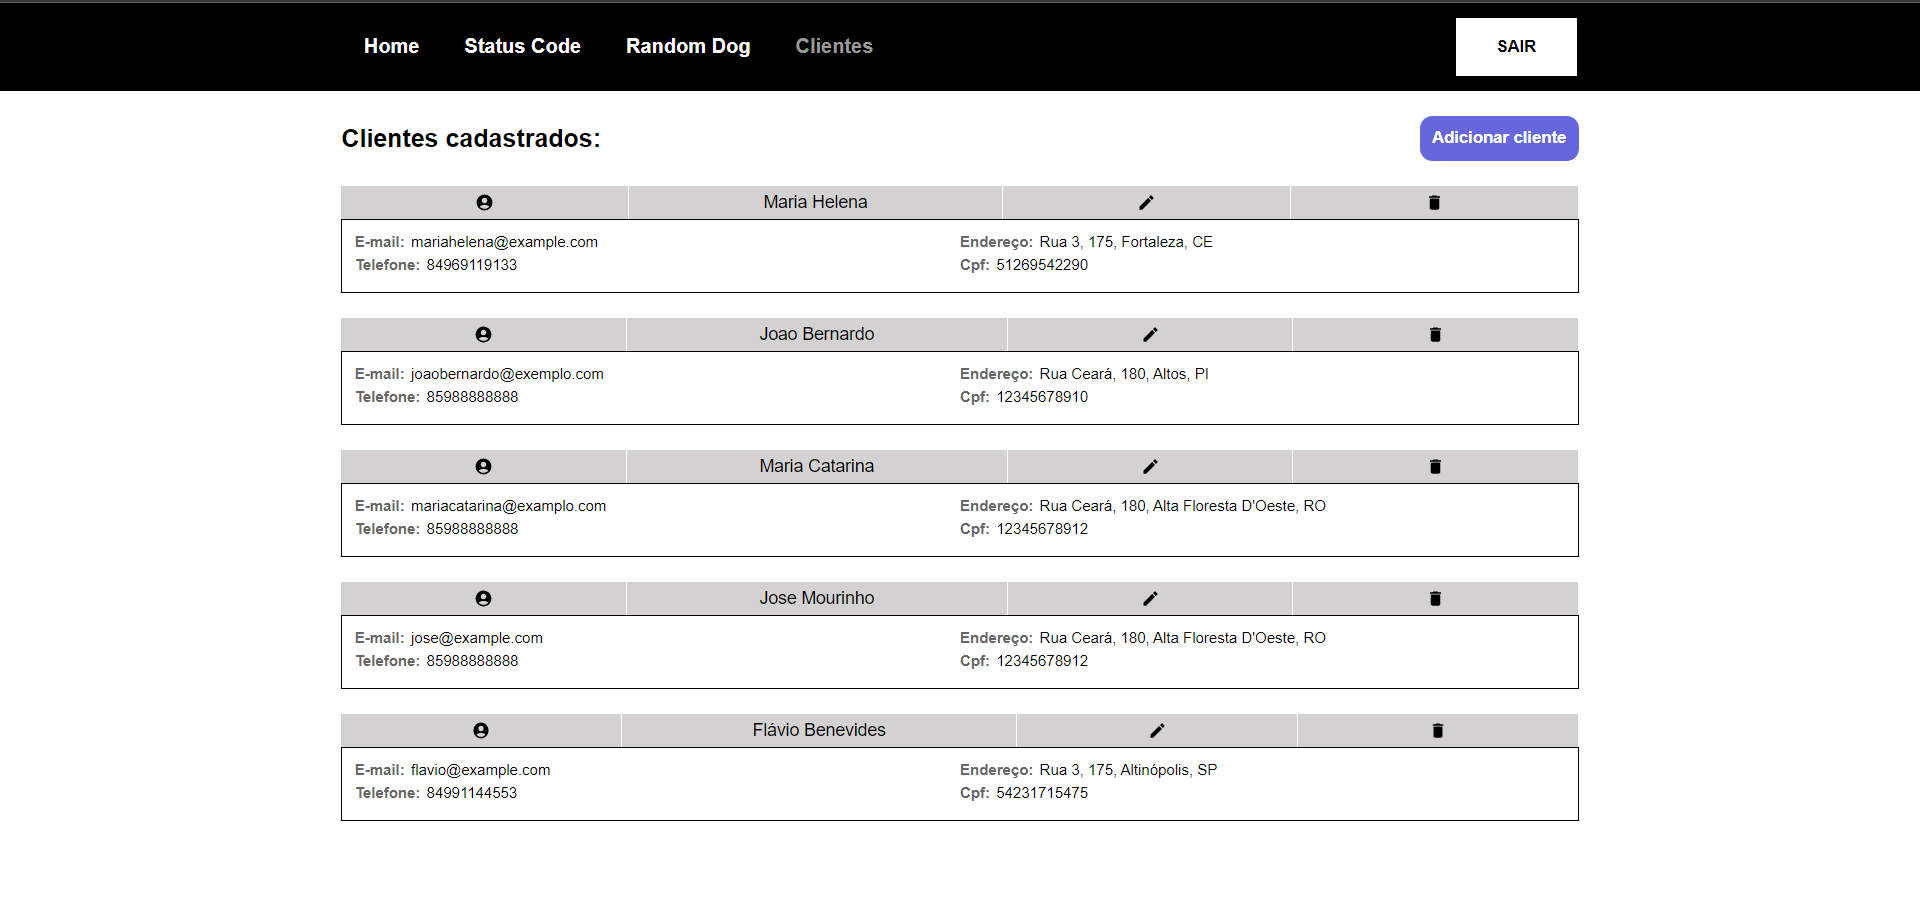 Home Status Code Random Dog Clientes SAIR
Clientes cadastrados: Adicionar cliente
Maria Helena
E-mail: mariahelena@example.com Endereço: Rua 3, 175, Fortaleza, CE
Telefone: 84969119133 Cpf: 51269542290
Joao Bernardo
E-mail: joaobernardo@exemplo.com Endereço: Rua Ceará, 180, Altos, PI
Telefone: 85988888888 Cpf: 12345678910
Maria Catarina
E-mail: mariacatarina@examplo.com Endereço: Rua Ceará, 180, Alta Floresta D'Oeste, RO
Telefone: 85988888888 Cpf: 12345678912
Jose Mourinho
E-mail: jose@example.com Endereço: Rua Ceará, 180, Alta Floresta D'Oeste, RO
Telefone: 85988888888 Cpf: 12345678912
Flávio Benevides
E-mail: flavio@example.com Endereço: Rua 3, 175, Altinópolis, SP
Telefone: 84991144553 Cpf: 54231715475